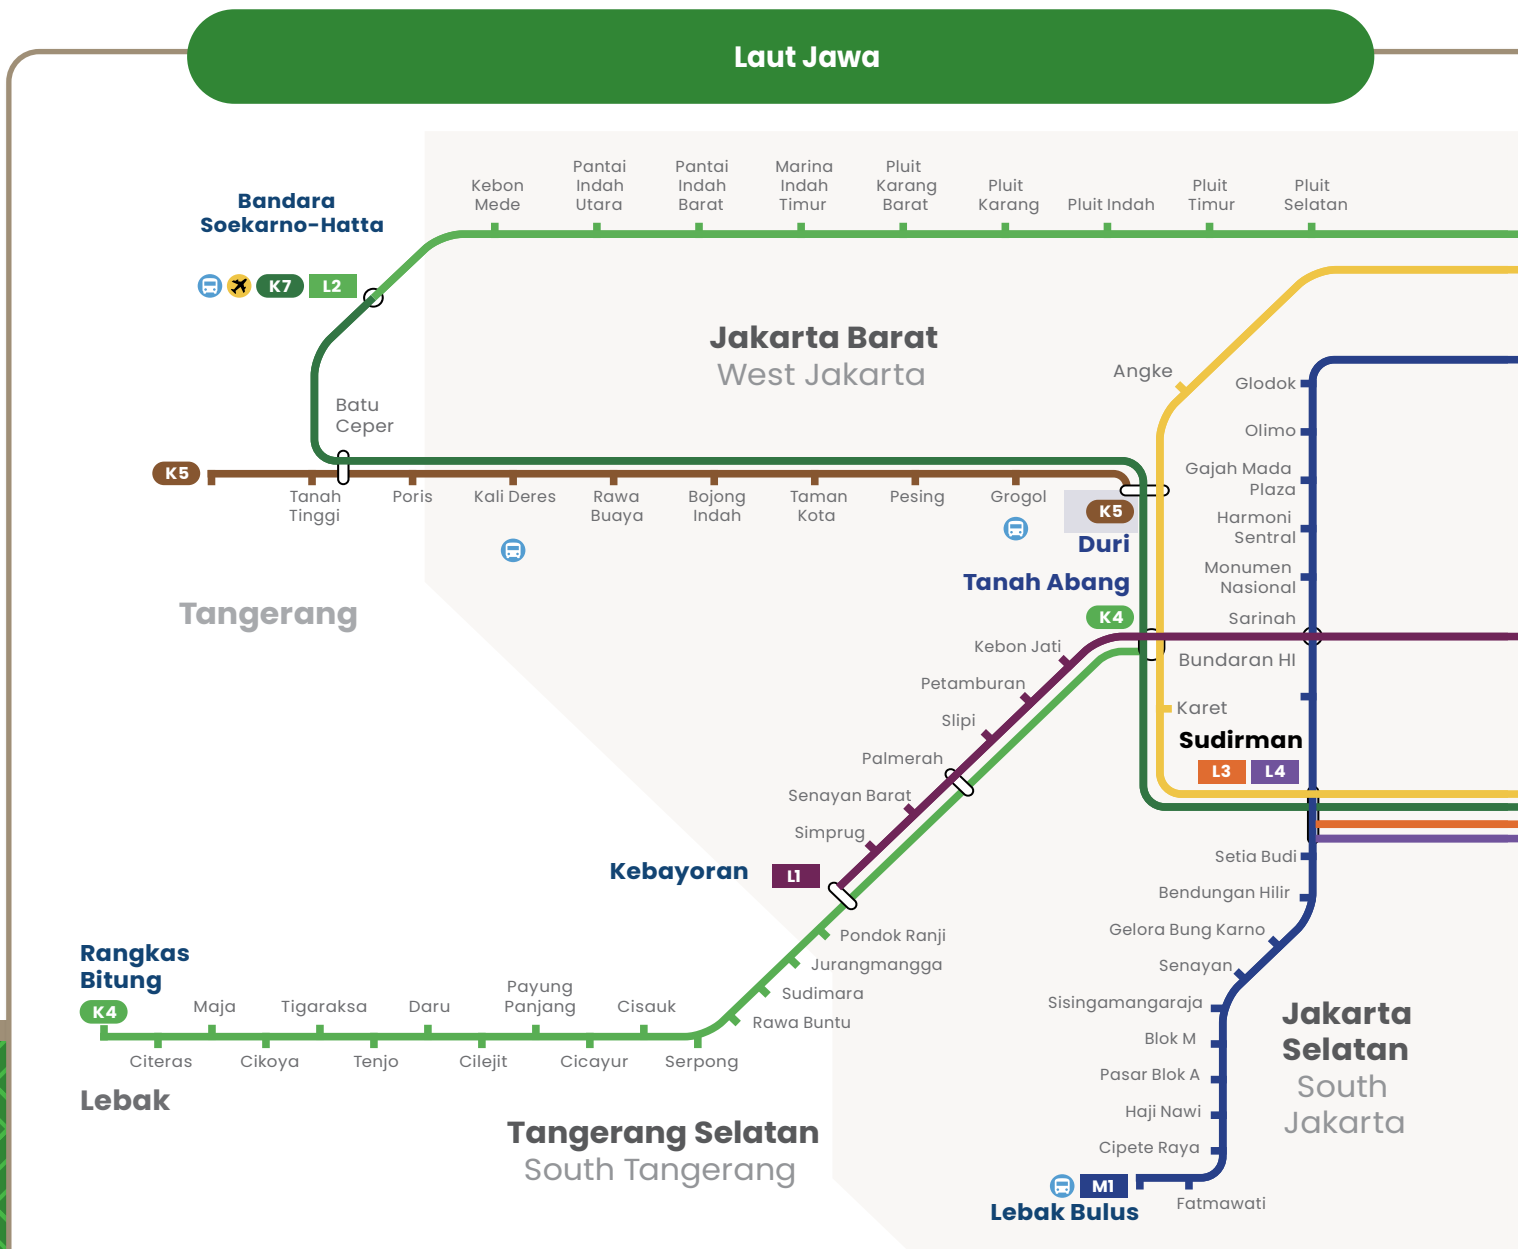 Laut Jawa
Kebon
Mede
Pantai
Indah
Utara
Pantai
Indah
Barat
Marina
Indah
Timur
Pluit
Karang
Barat
Pluit
Karang
Pluit Indah
Pluit
Timur
Pluit
Selatan
Bandara
Soekarno-Hatta
K7 L2
Jakarta Barat
West Jakarta
Angke
Glodok
Olimo
Gajah Mada
Plaza
Harmoni
Sentral
Monumen
Nasional
Sarinah
Bundaran HI
Batu
Ceper
K5
Tanah
Tinggi
Poris
Kali Deres
Rawa
Buaya
Bojong
Indah
Taman
Kota
Pesing
Grogol
K5
Duri
Tanah Abang
K4
Tangerang
Kebon Jati
Petamburan
Slipi
Palmerah
Senayan Barat
Simprug
Karet
Sudirman
L3 L4
Kebayoran
L1
Setia Budi
Bendungan Hilir
Gelora Bung Karno
Senayan
Sisingamangaraja
Blok M
Pasar Blok A
Haji Nawi
Cipete Raya
Pondok Ranji
Jurangmangga
Sudimara
Rawa Buntu
Rangkas
Bitung
K4
Maja
Tigaraksa
Daru
Payung
Panjang
Cisauk
Citeras
Cikoya
Tenjo
Cilejit
Cicayur
Serpong
Lebak
Tangerang Selatan
South Tangerang
Jakarta
Selatan
South
Jakarta
M1
Lebak Bulus
Fatmawati